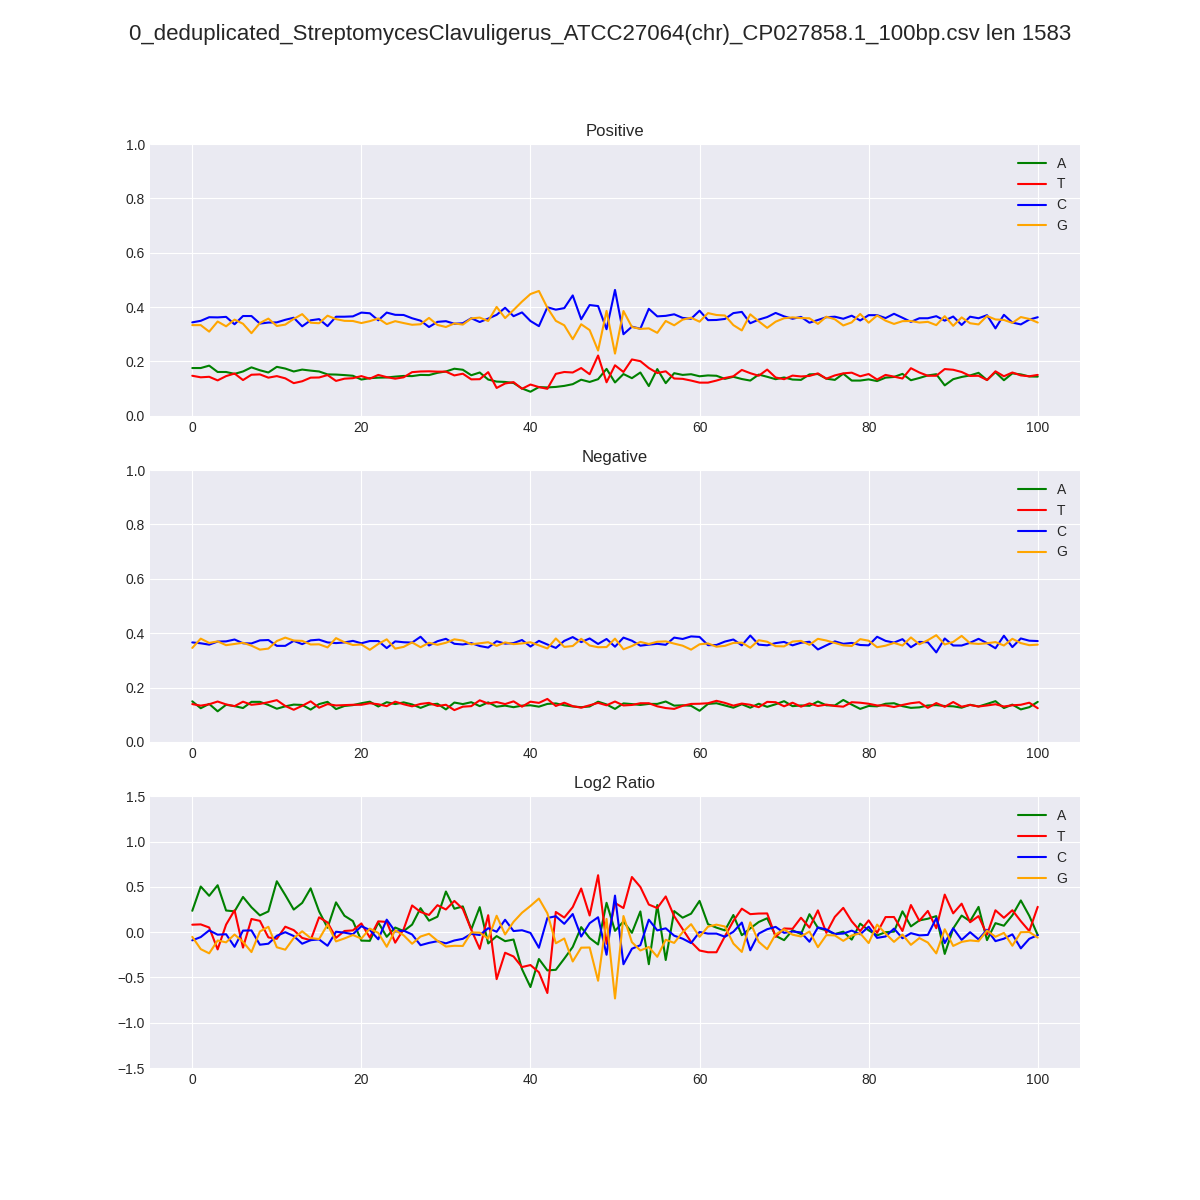 0_deduplicated_StreptomycesClavuligerus_ATCC27064(chr)_CP027858.1_100bp.csv len 1583
Positive
1.0
0.8
0.6
0.4
0.2
0.0
A
T
C
G
0 20 40 60 80 100
Negative
1.0
0.8
0.6
0.4
0.2
0.0
A
T
C
G
0 20 40 60 80 100
Log2 Ratio
1.5
1.0
0.5
0.0
−0.5
−1.0
−1.5
A
T
C
G
0 20 40 60 80 100